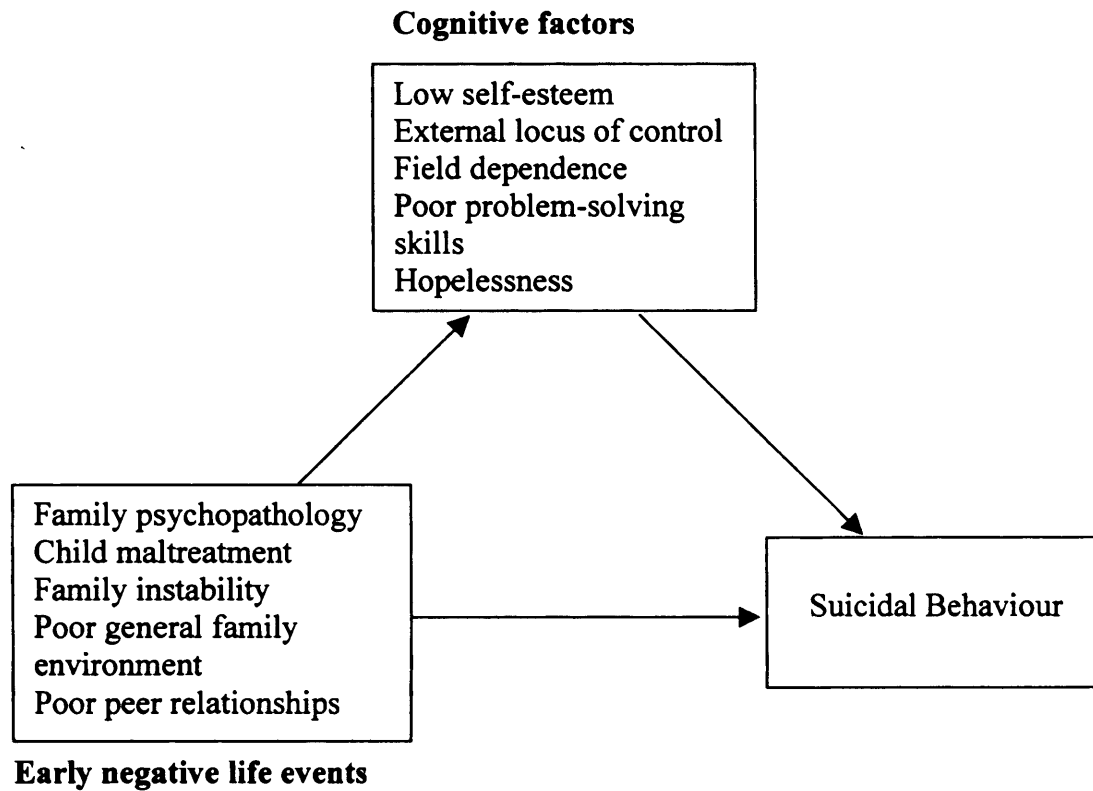 Cognitive factors
Low self-esteem
External locus of control
Field dependence
Poor problem-solving
skills
Hopelessness
Family psychopathology
Child maltreatment
Family instability
Poor general family
environment
Poor peer relationships
Early negative life events
Suicidal Behaviour